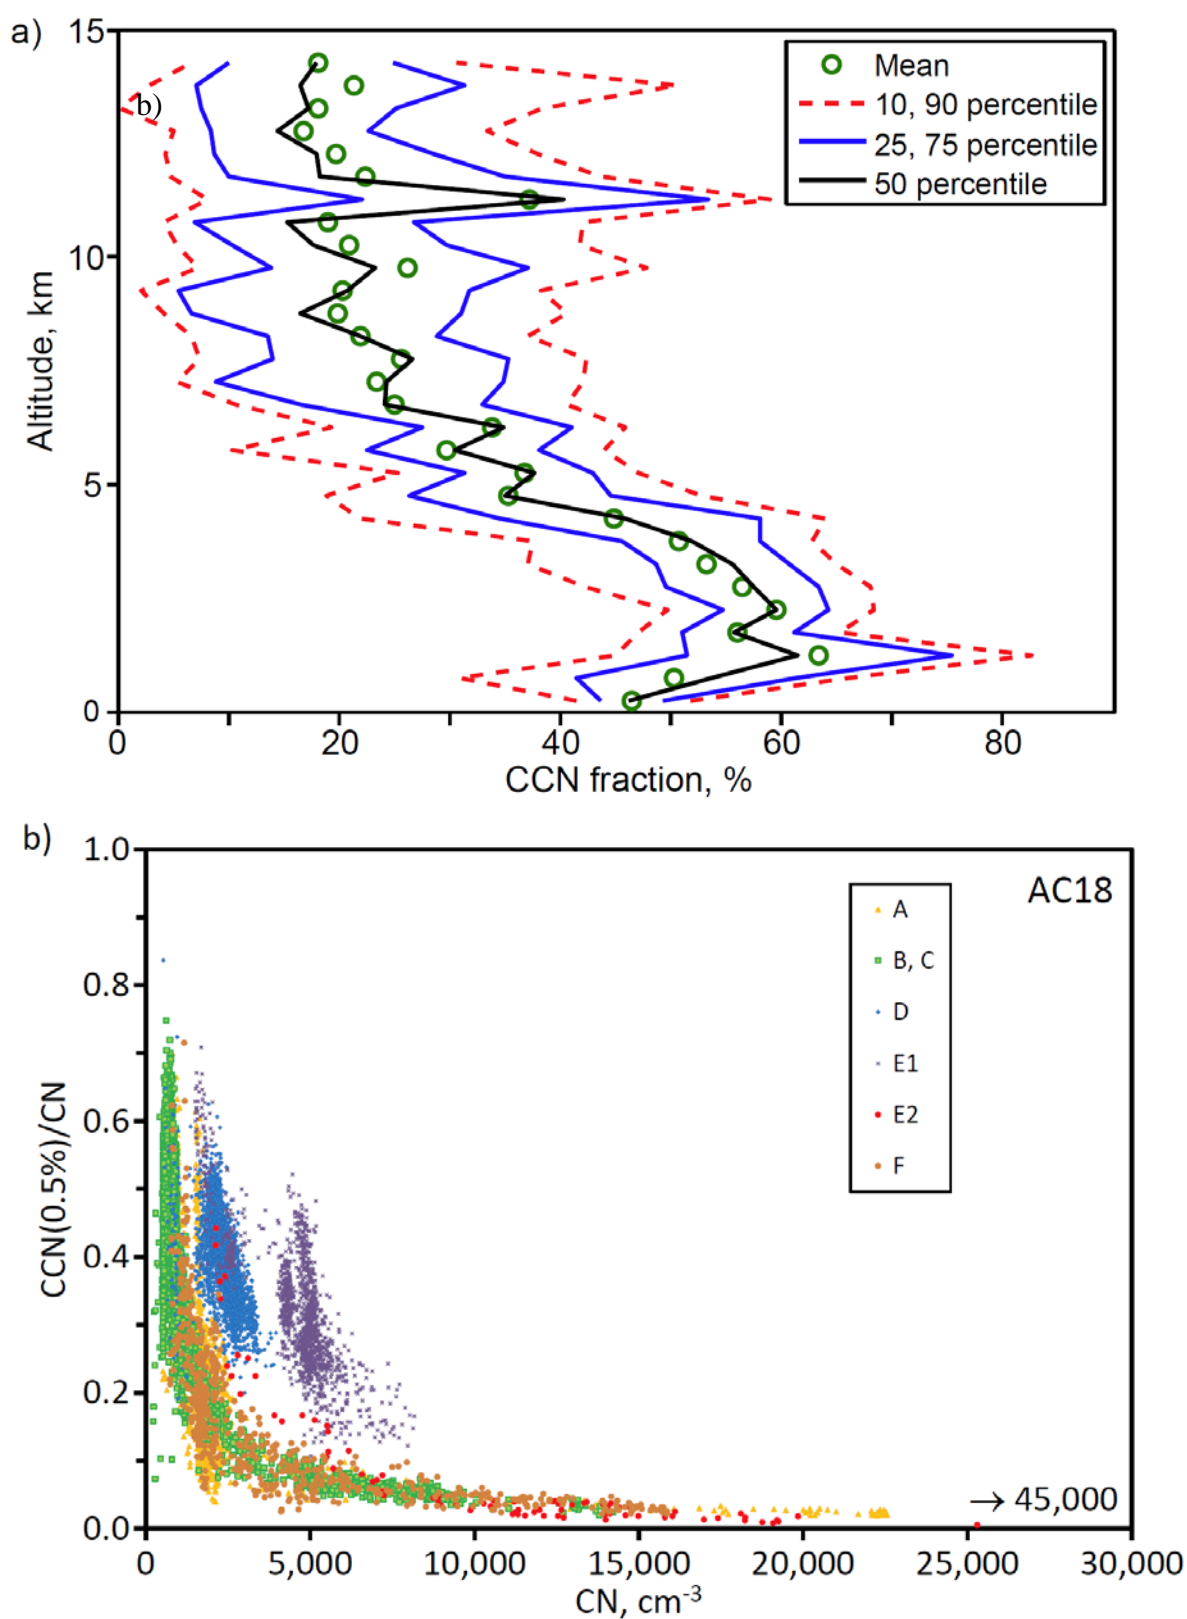 a)
15
10
5
0
Altitude, km
b)
Mean
10, 90 percentile
25, 75 percentile
50 percentile
0 20 40 60 80
CCN fraction, %
b)
1.0
0.8
0.6
0.4
0.2
0.0
CCN(0.5%)/CN
AC18
A
B, C
D
E1
E2
F
→ 45,000
0 5,000 10,000 15,000 20,000 25,000 30,000
CN, cm-3